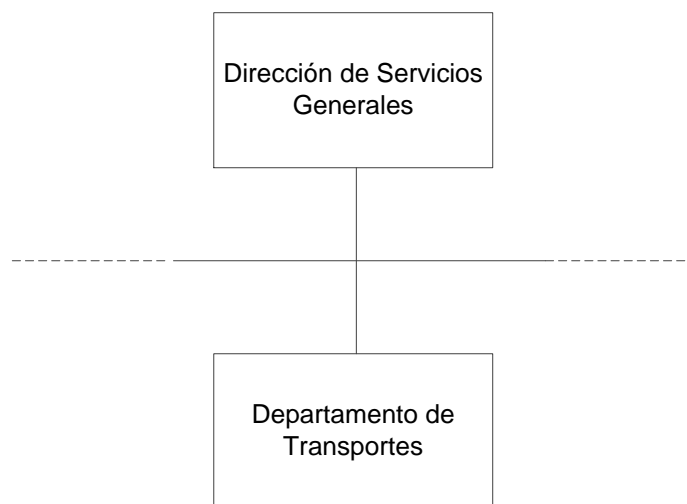 Dirección de Servicios
Generales
Departamento de
Transportes